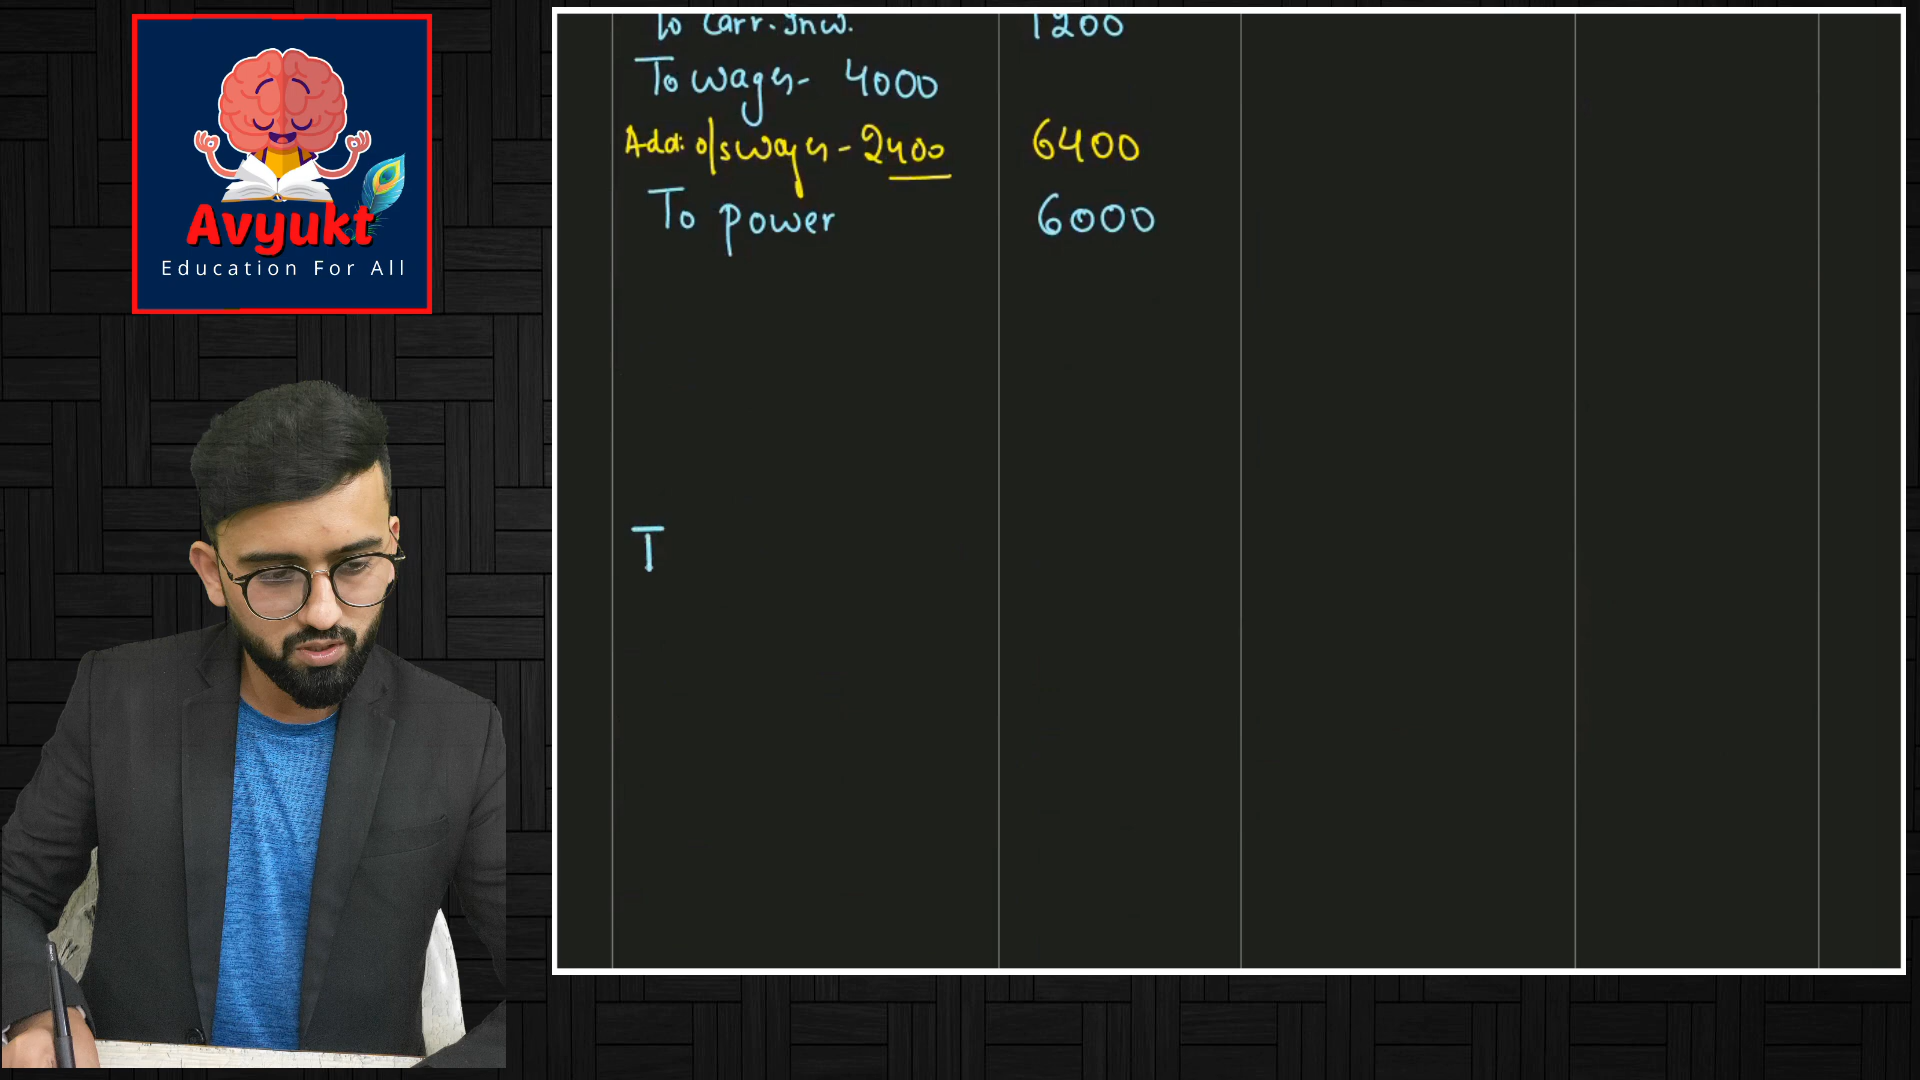 Avyukt
Education For All
To Carr. Inw. 1200
To wages - 4000
Add: o/s wages - 2400 6400
To power 6000
T